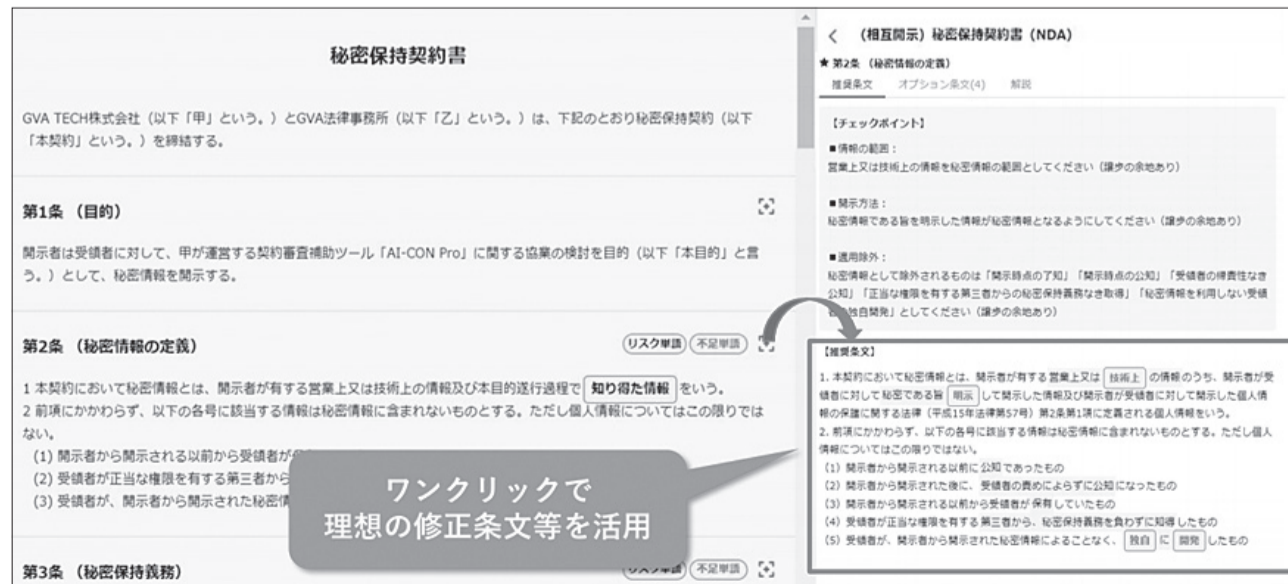 秘密保持契約書
GVA TECH株式会社（以下「甲」という。）とGVA法律事務所（以下「乙」という。）は、下記のとおり秘密保持契約（以下
「本契約」という。）を締結する。
第1条 （目的）
開示者は受領者に対して、甲が運営する契約審査補助ツール「AI-CON Pro」に関する協業の検討を目的（以下「本目的」と言
う。）として、秘密情報を開示する。
第2条 （秘密情報の定義）
リスク単語 不足単語
1 本契約において秘密情報とは、開示者が有する営業上又は技術上の情報及び本目的遂行過程で 知り得た情報 をいう。
2 前項にかかわらず、以下の各号に該当する情報は秘密情報に含まれないものとする。ただし個人情報についてはこの限りでは
ない。
(1) 開示者から開示される以前から受領者が
(2) 受領者が正当な権限を有する第三者から
(3) 受領者が、開示者から開示された秘密情
ワンクリックで
理想の修正条文等を活用
第3条 （秘密保持義務）
リスク単語 不足単語
（相互開示）秘密保持契約書（NDA）
★ 第2条 （秘密情報の定義）
推奨条文 オプション条文(4) 解説
【チェックポイント】
■情報の範囲：
営業上又は技術上の情報を秘密情報の範囲としてください（譲歩の余地あり）
■開示方法：
秘密情報である旨を明示した情報が秘密情報となるようにしてください（譲歩の余地あり）
■適用除外：
秘密情報として除外されるものは「開示時点の了知」「開示時点の公知」「受領者の帰責性なき
公知」「正当な権限を有する第三者からの秘密保持義務なき取得」「秘密情報を利用しない受領
独自開発」としてください（譲歩の余地あり）
【推奨条文】
1. 本契約において秘密情報とは、開示者が有する営業上又は 技術上 の情報のうち、開示者が受
領者に対して秘密である旨 明示 して開示した情報及び開示者が受領者に対して開示した個人情
報の保護に関する法律（平成15年法律第57号）第2条第1項に定義される個人情報をいう。
2. 前項にかかわらず、以下の各号に該当する情報は秘密情報に含まれないものとする。ただし個人
情報についてはこの限りではない。
（1）開示者から開示される以前に公知であったもの
（2）開示者から開示された後に、受領者の責めによらずに公知になったもの
（3）開示者から開示される以前から受領者が保有していたもの
（4）受領者が正当な権限を有する第三者から、秘密保持義務を負わずに知得したもの
（5）受領者が、開示者から開示された秘密情報によることなく、 独自 に 開発 したもの